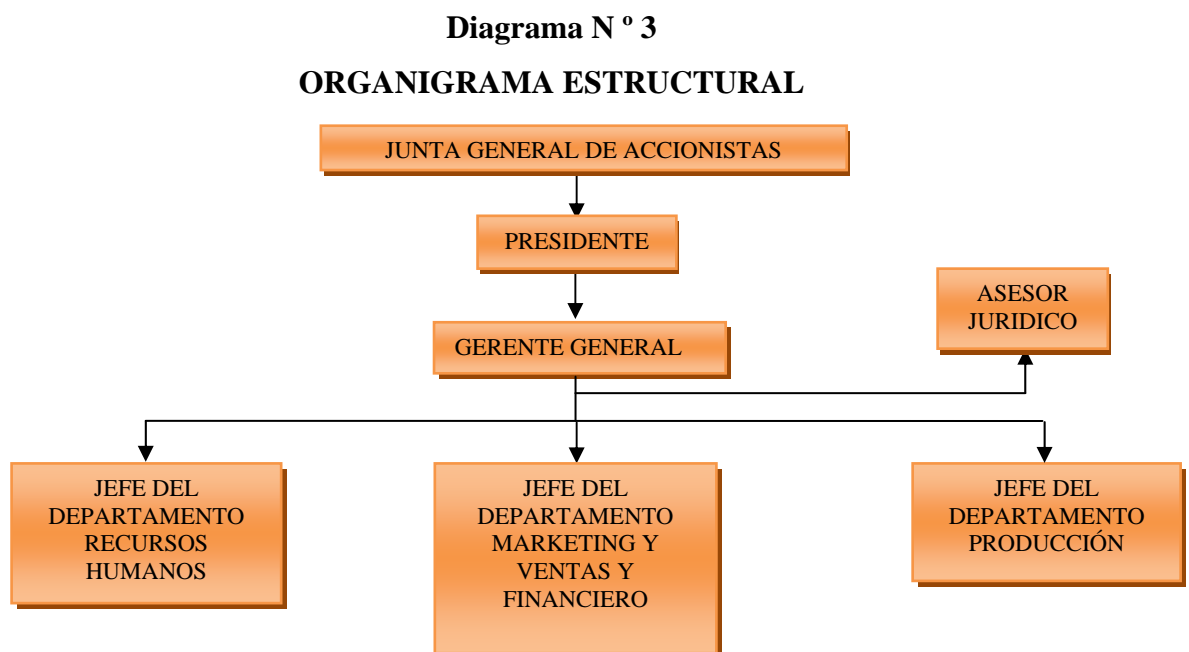 Diagrama N º 3
ORGANIGRAMA ESTRUCTURAL
JUNTA GENERAL DE ACCIONISTAS
PRESIDENTE
ASESOR
JURIDICO
GERENTE GENERAL
JEFE DEL
DEPARTAMENTO
RECURSOS
HUMANOS
JEFE DEL
DEPARTAMENTO
MARKETING Y
VENTAS Y
FINANCIERO
JEFE DEL
DEPARTAMENTO
PRODUCCIÓN